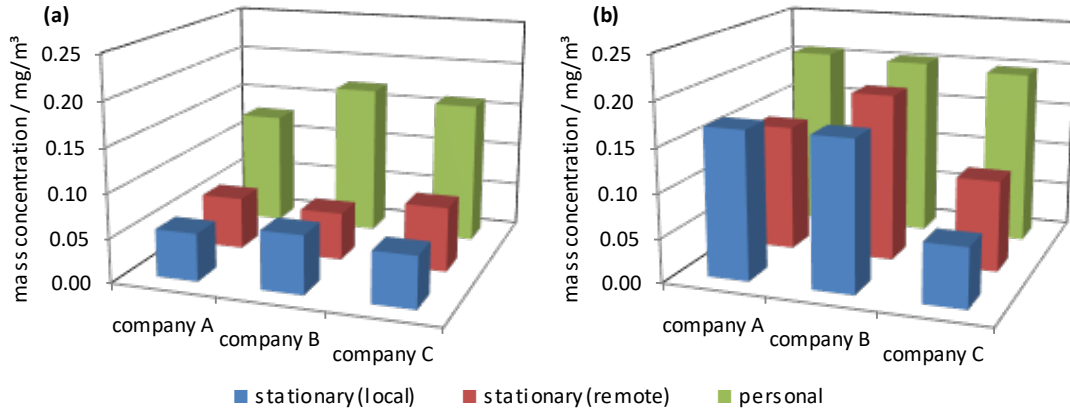 (a)
mass concentration / mg/m³
0.25
0.20
0.15
0.10
0.05
0.00
company A
company B
company C
(b)
mass concentration / mg/m³
0.25
0.20
0.15
0.10
0.05
0.00
company A
company B
company C
stationary (local) stationary (remote) personal